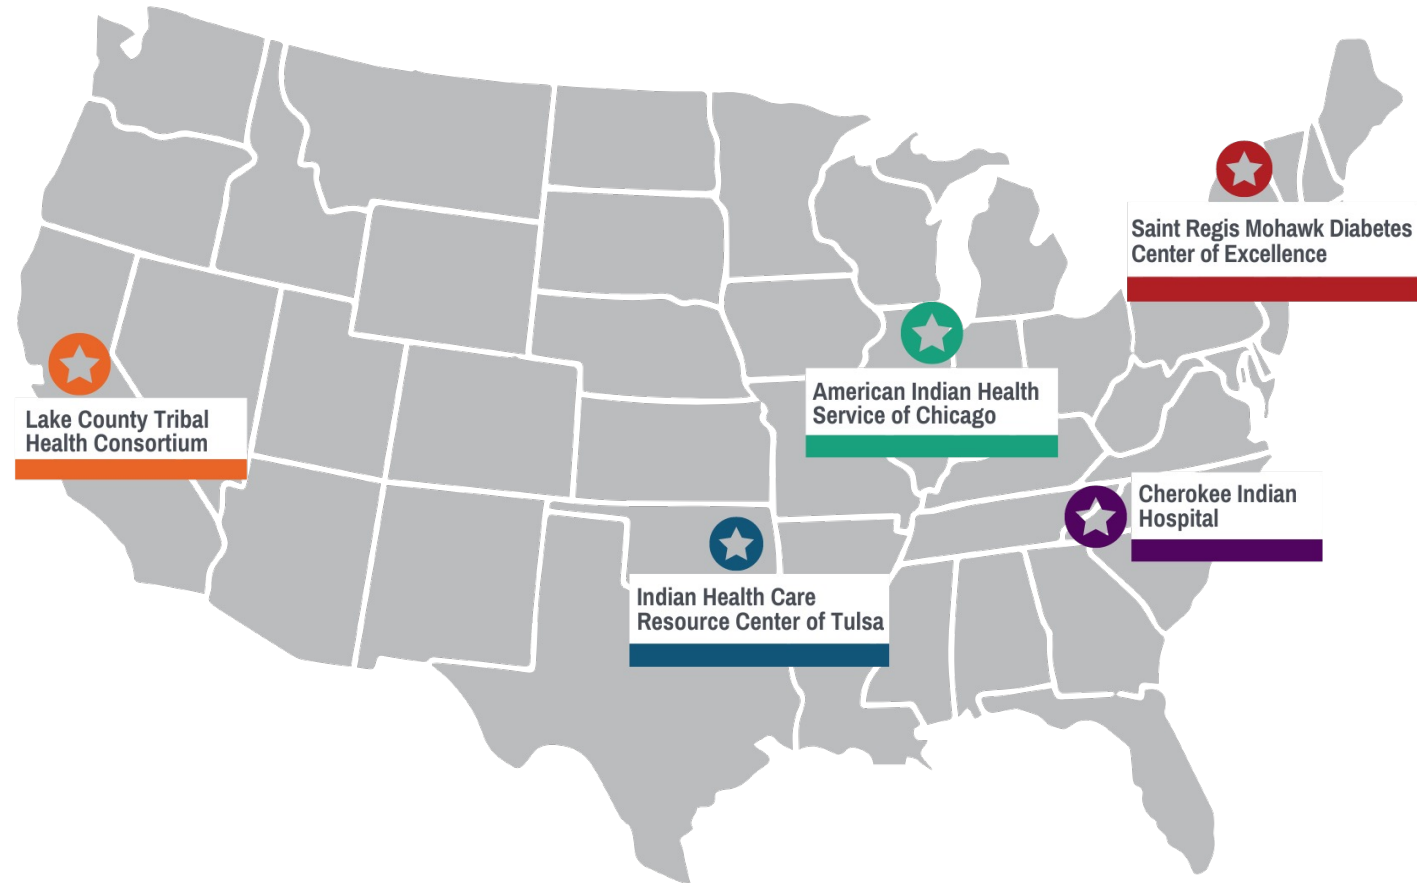 Saint Regis Mohawk Diabetes
Center of Excellence
Lake County Tribal
Health Consortium
American Indian Health
Service of Chicago
Cherokee Indian
Hospital
Indian Health Care
Resource Center of Tulsa